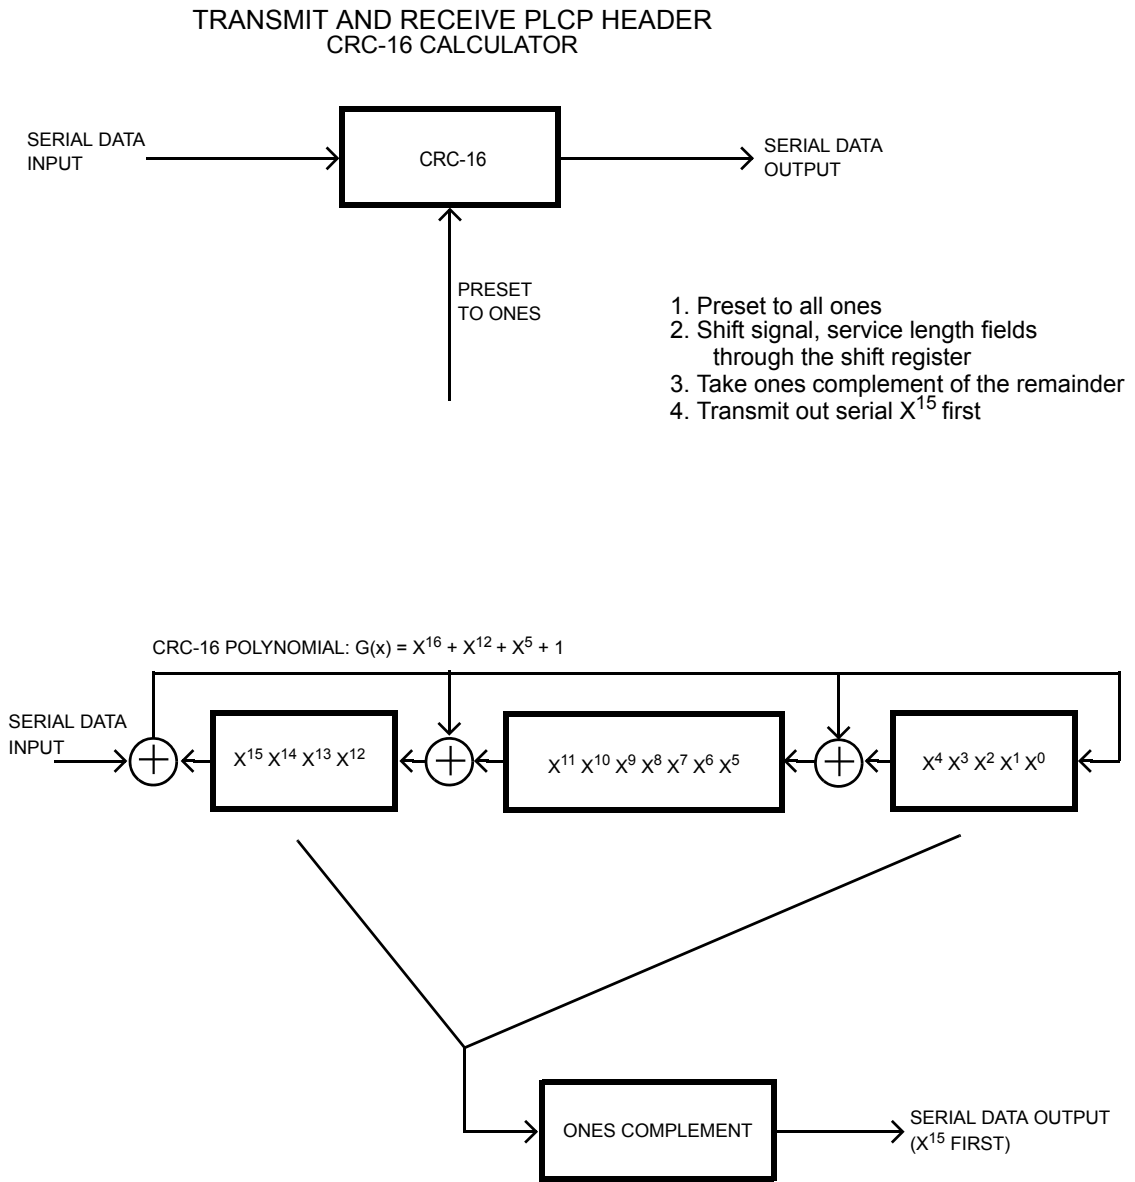 TRANSMIT AND RECEIVE PLCP HEADER
CRC-16 CALCULATOR
SERIAL DATA
INPUT
CRC-16
SERIAL DATA
OUTPUT
PRESET
TO ONES
1. Preset to all ones
2. Shift signal, service length fields
through the shift register
3. Take ones complement of the remainder
4. Transmit out serial X¹⁵ first
CRC-16 POLYNOMIAL: G(x) = X¹⁶ + X¹² + X⁵ + 1
SERIAL DATA
INPUT
X¹⁵ X¹⁴ X¹³ X¹²
X¹¹ X¹⁰ X⁹ X⁸ X⁷ X⁶ X⁵
X⁴ X³ X² X¹ X⁰
ONES COMPLEMENT
SERIAL DATA OUTPUT
(X¹⁵ FIRST)